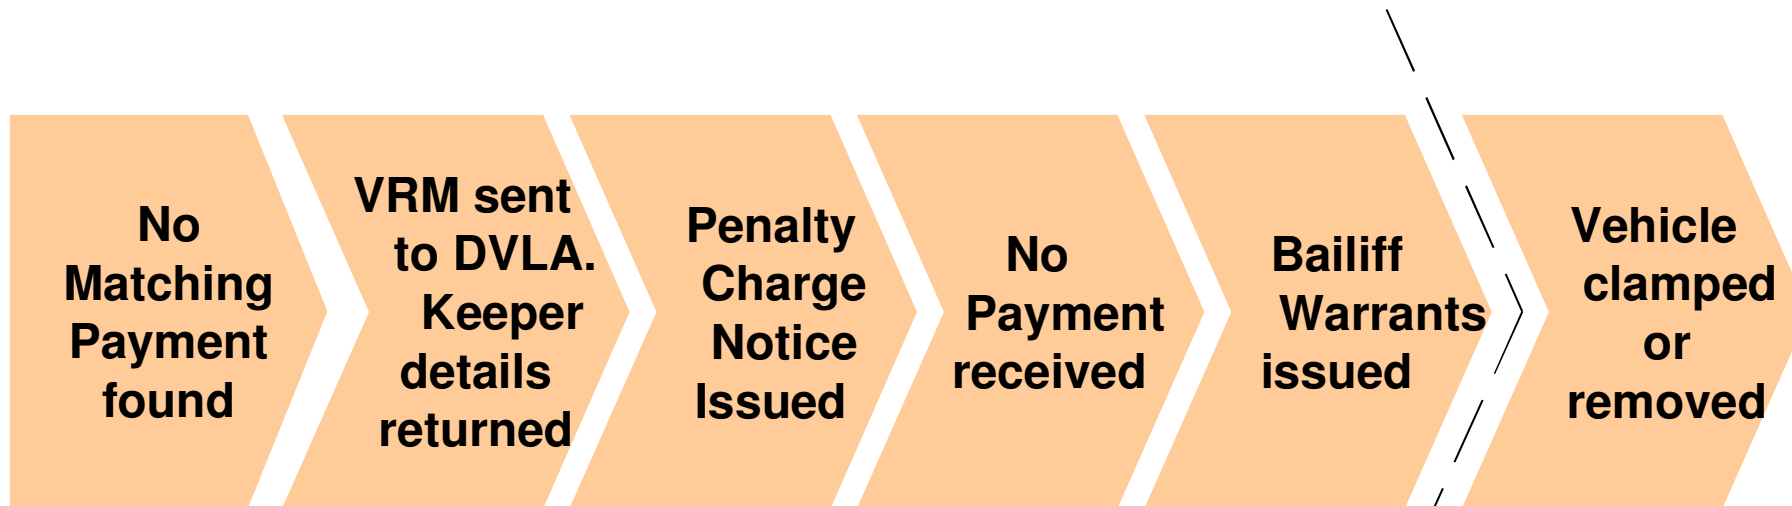 No
Matching
Payment
found
VRM sent
to DVLA.
Keeper
details
returned
Penalty
Charge
Notice
Issued
No
Payment
received
Bailiff
Warrants
issued
Vehicle
clamped
or
removed